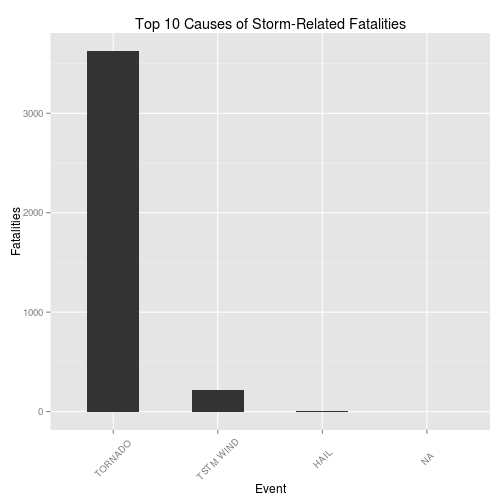 Top 10 Causes of Storm-Related Fatalities
Fatalities
3000
2000
1000
0
TORNADO
TSTM WIND
HAIL
NA
Event